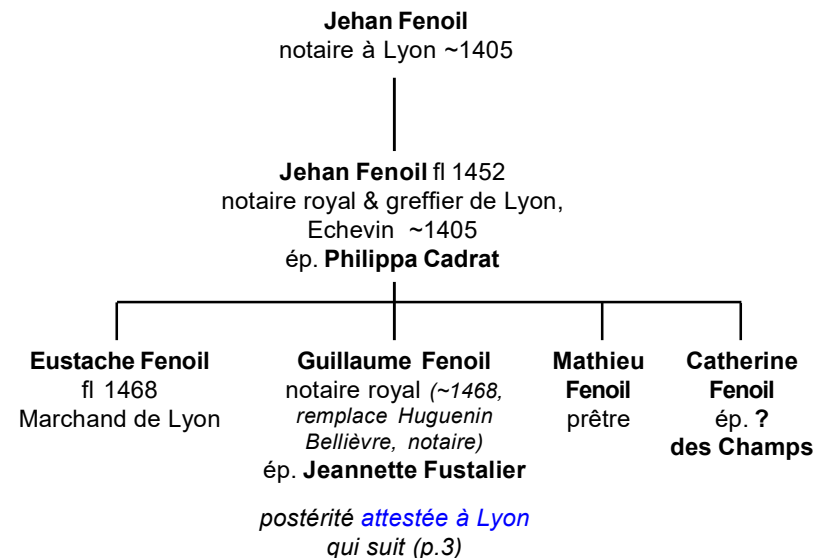 Jehan Fenoil
notaire à Lyon ~1405
Jehan Fenoil fl 1452
notaire royal & greffier de Lyon,
Echevin ~1405
ép. Philippa Cadrat
Eustache Fenoil
fl 1468
Marchand de Lyon
Guillaume Fenoil
notaire royal (~1468,
remplace Huguenin
Bellièvre, notaire)
ép. Jeannette Fustalier
postérité attestée à Lyon
qui suit (p.3)
Mathieu
Fenoil
prêtre
Catherine
Fenoil
ép. ?
des Champs